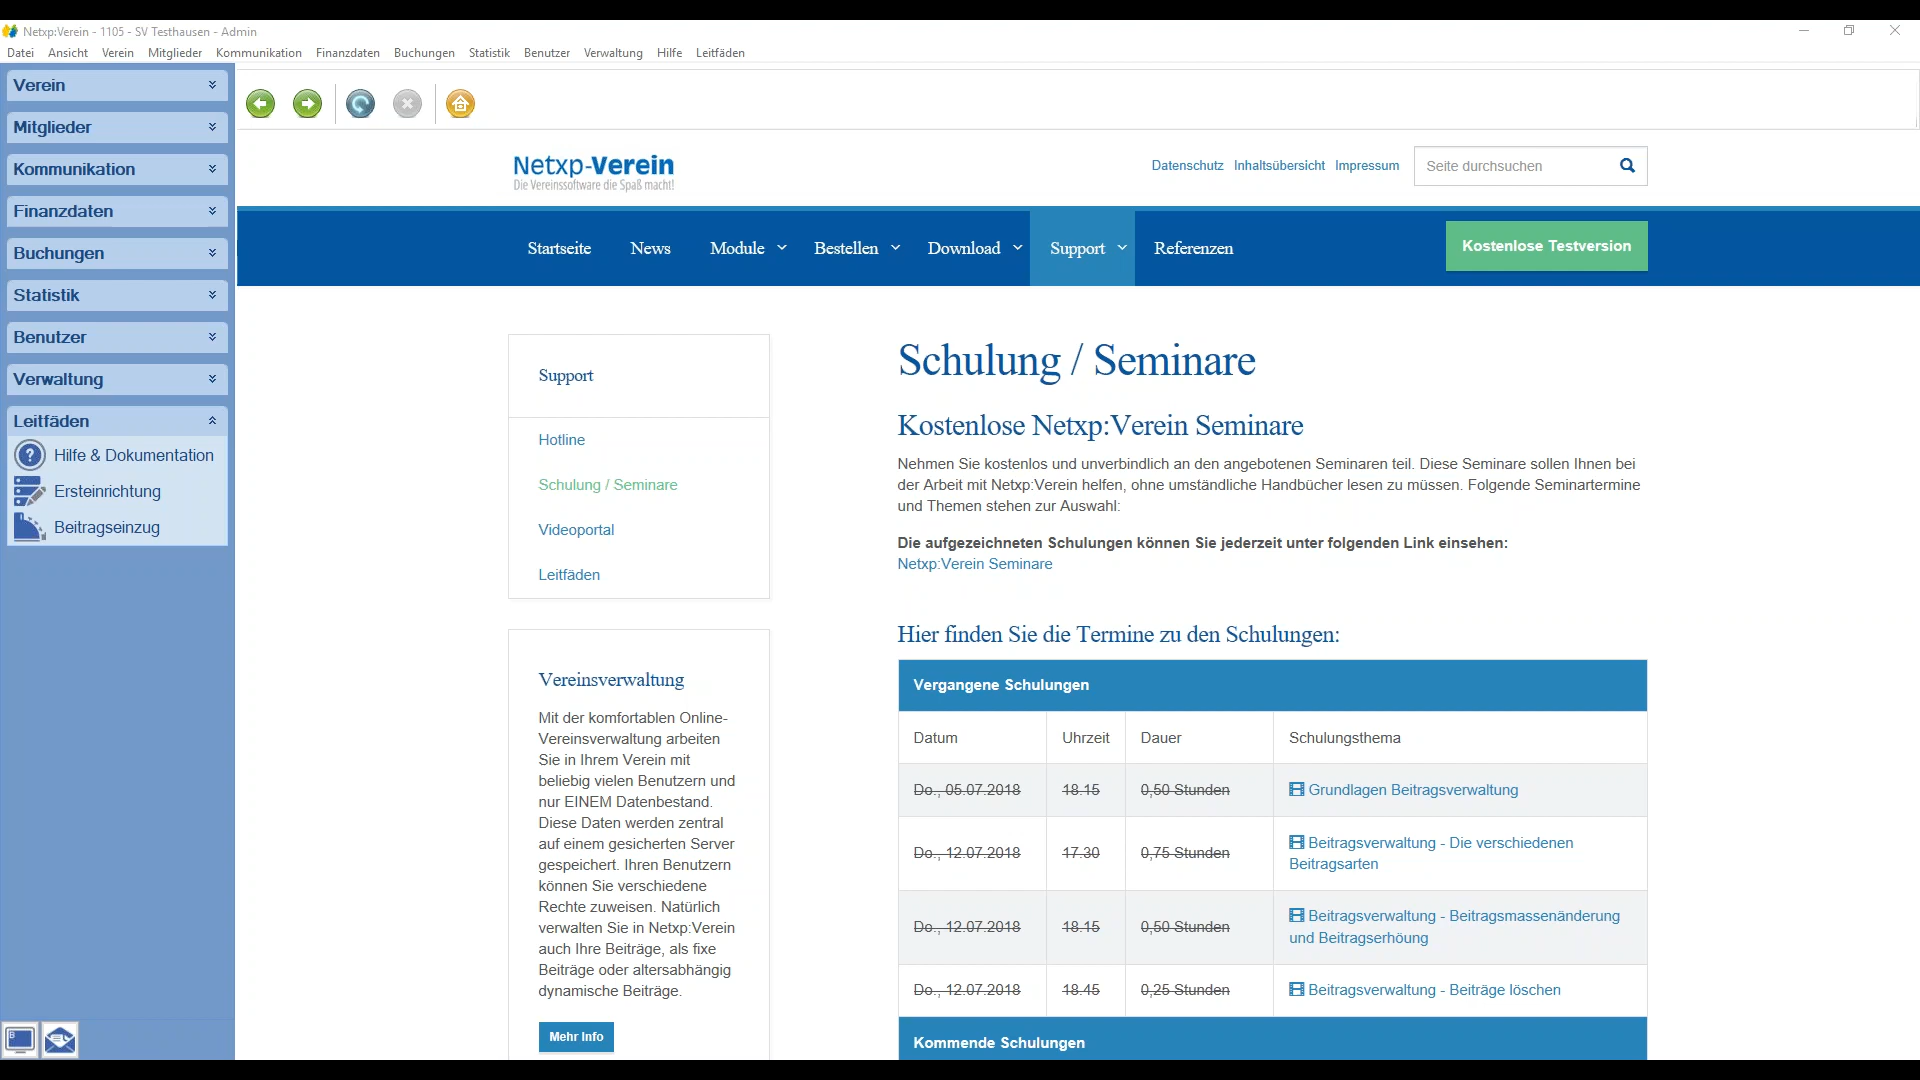 Netxp:Verein - 1105 - SV Testhausen - Admin
Datei Ansicht Verein Mitglieder Kommunikation Finanzdaten Buchungen Statistik Benutzer Verwaltung Hilfe Leitfäden
Verein
Mitglieder
Kommunikation
Finanzdaten
Buchungen
Statistik
Benutzer
Verwaltung
Leitfäden
Hilfe & Dokumentation
Ersteinrichtung
Beitragseinzug
Netxp-Verein
Die Vereinssoftware die Spaß macht!
Datenschutz Inhaltsübersicht Impressum
Seite durchsuchen
Startseite News Module Bestellen Download Support Referenzen
Kostenlose Testversion
Support
Hotline
Schulung / Seminare
Videoportal
Leitfäden
Vereinsverwaltung
Mit der komfortablen Online-
Vereinsverwaltung arbeiten
Sie in Ihrem Verein mit
beliebig vielen Benutzern und
nur EINEM Datenbestand.
Diese Daten werden zentral
auf einem gesicherten Server
gespeichert. Ihren Benutzern
können Sie verschiedene
Rechte zuweisen. Natürlich
verwalten Sie in Netxp:Verein
auch Ihre Beiträge, als fixe
Beiträge oder altersabhängig
dynamische Beiträge.
Mehr Info
Schulung / Seminare
Kostenlose Netxp:Verein Seminare
Nehmen Sie kostenlos und unverbindlich an den angebotenen Seminaren teil. Diese Seminare sollen Ihnen bei
der Arbeit mit Netxp:Verein helfen, ohne umständliche Handbücher lesen zu müssen. Folgende Seminartermine
und Themen stehen zur Auswahl:
Die aufgezeichneten Schulungen können Sie jederzeit unter folgenden Link einsehen:
Netxp:Verein Seminare
Hier finden Sie die Termine zu den Schulungen:
Vergangene Schulungen
Datum Uhrzeit Dauer Schulungsthema
Do., 05.07.2018 18.15 0,50 Stunden Grundlagen Beitragsverwaltung
Do., 12.07.2018 17.30 0,75 Stunden Beitragsverwaltung - Die verschiedenen
Beitragsarten
Do., 12.07.2018 18.15 0,50 Stunden Beitragsverwaltung - Beitragsmassenänderung
und Beitragserhöung
Do., 12.07.2018 18.45 0,25 Stunden Beitragsverwaltung - Beiträge löschen
Kommende Schulungen